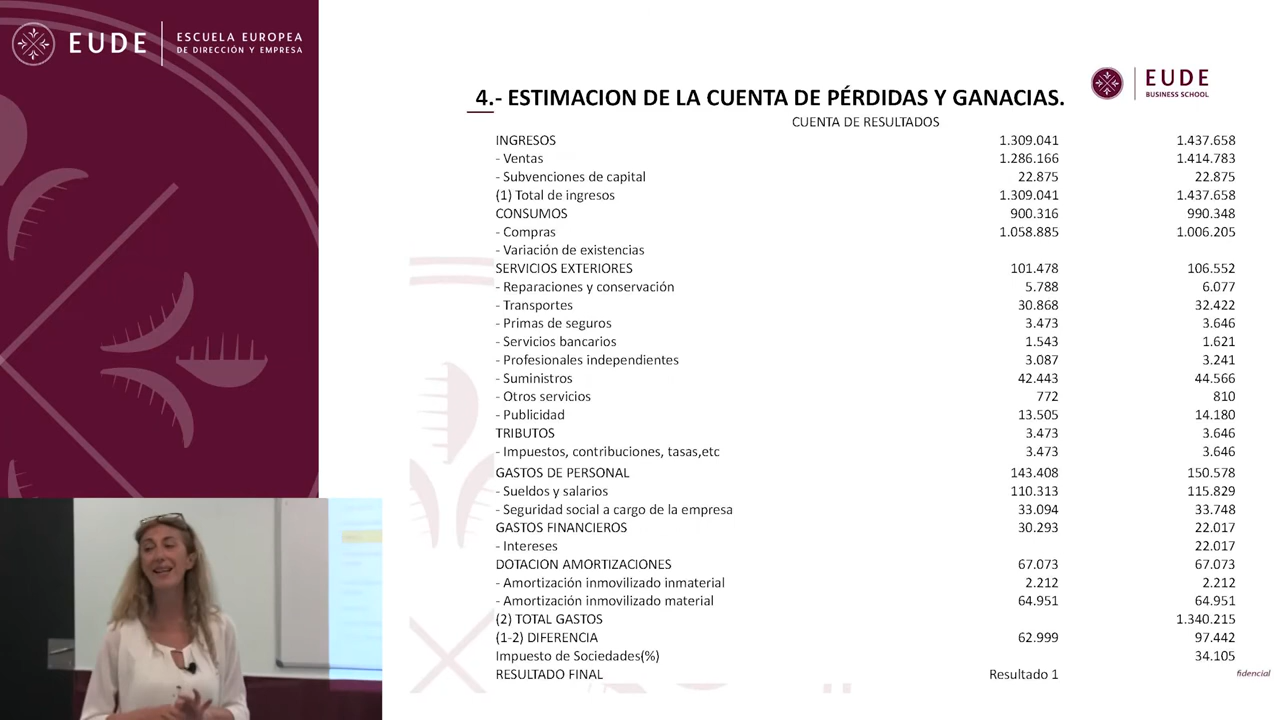 EUDE
ESCUELA EUROPEA
DE DIRECCIÓN Y EMPRESA
EUDE
BUSINESS SCHOOL
4.- ESTIMACION DE LA CUENTA DE PÉRDIDAS Y GANACIAS.
CUENTA DE RESULTADOS
INGRESOS 1.309.041 1.437.658
- Ventas 1.286.166 1.414.783
- Subvenciones de capital 22.875 22.875
(1) Total de ingresos 1.309.041 1.437.658
CONSUMOS 900.316 990.348
- Compras 1.058.885 1.006.205
- Variación de existencias
SERVICIOS EXTERIORES 101.478 106.552
- Reparaciones y conservación 5.788 6.077
- Transportes 30.868 32.422
- Primas de seguros 3.473 3.646
- Servicios bancarios 1.543 1.621
- Profesionales independientes 3.087 3.241
- Suministros 42.443 44.566
- Otros servicios 772 810
- Publicidad 13.505 14.180
TRIBUTOS 3.473 3.646
- Impuestos, contribuciones, tasas,etc 3.473 3.646
GASTOS DE PERSONAL 143.408 150.578
- Sueldos y salarios 110.313 115.829
- Seguridad social a cargo de la empresa 33.094 33.748
GASTOS FINANCIEROS 30.293 22.017
- Intereses 22.017
DOTACION AMORTIZACIONES 67.073 67.073
- Amortización inmovilizado inmaterial 2.212 2.212
- Amortización inmovilizado material 64.951 64.951
(2) TOTAL GASTOS 1.340.215
(1-2) DIFERENCIA 62.999 97.442
Impuesto de Sociedades(%) 34.105
RESULTADO FINAL Resultado 1
fidencial